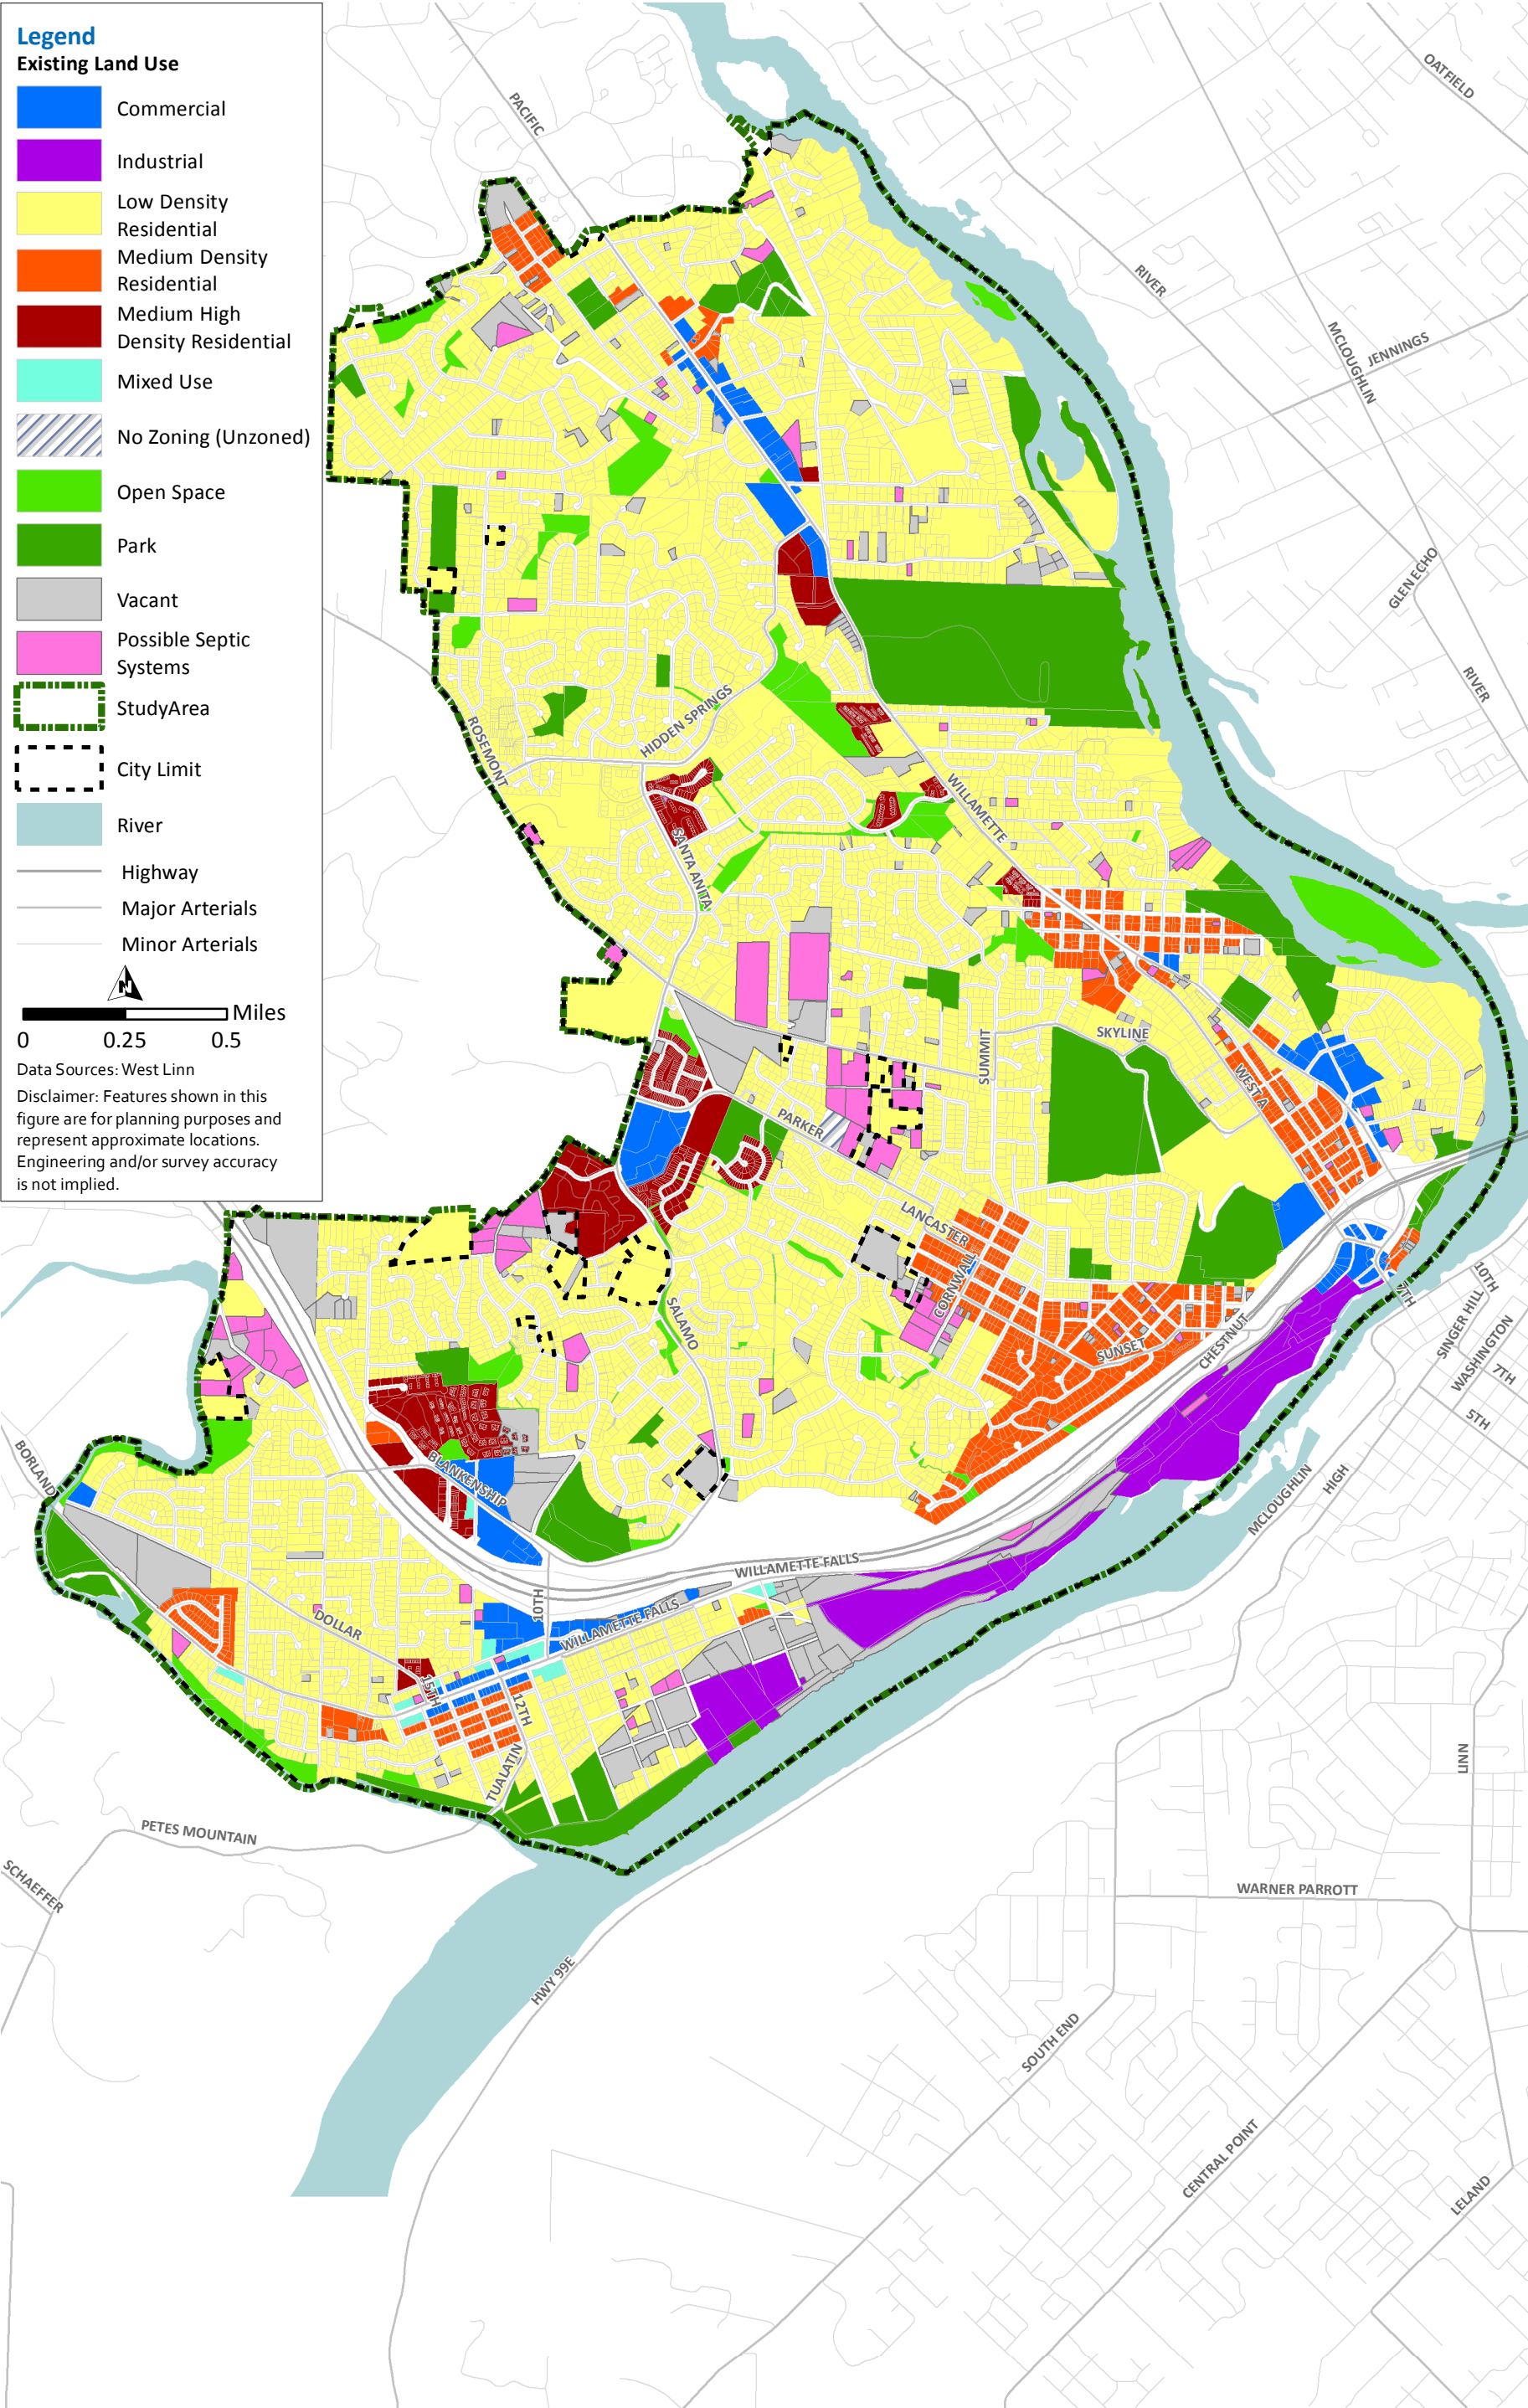 Legend
Existing Land Use
Commercial
Industrial
Low Density
Residential
Medium Density
Residential
Medium High
Density Residential
Mixed Use
No Zoning (Unzoned)
Open Space
Park
Vacant
Possible Septic
Systems
StudyArea
City Limit
River
Highway
Major Arterials
Minor Arterials
N
Miles
0 0.25 0.5
Data Sources: West Linn
Disclaimer: Features shown in this
figure are for planning purposes and
represent approximate locations.
Engineering and/or survey accuracy
is not implied.
PACIFIC
OATFIELD
RIVER
MCLOUGHLIN
JENNINGS
GLEN ECHO
RIVER
ROSEMONT
HIDDEN SPRINGS
WILLAMETTE
SANTA ANITA
SKYLINE
SUMMIT
WEST A
PARKER
LANCASTER
CORNWALL
SALAMO
SUNSET
CHESTNUT
7TH
10TH
SINGER HILL
WASHINGTON
7TH
5TH
BORLAND
BLANKENSHIP
MCLOUGHLIN
HIGH
WILLAMETTE FALLS
10TH
WILLAMETTE FALLS
DOLLAR
15TH
12TH
TUALATIN
LINN
PETES MOUNTAIN
SCHAEFFER
WARNER PARROTT
HWY 99E
SOUTH END
CENTRAL POINT
LELAND